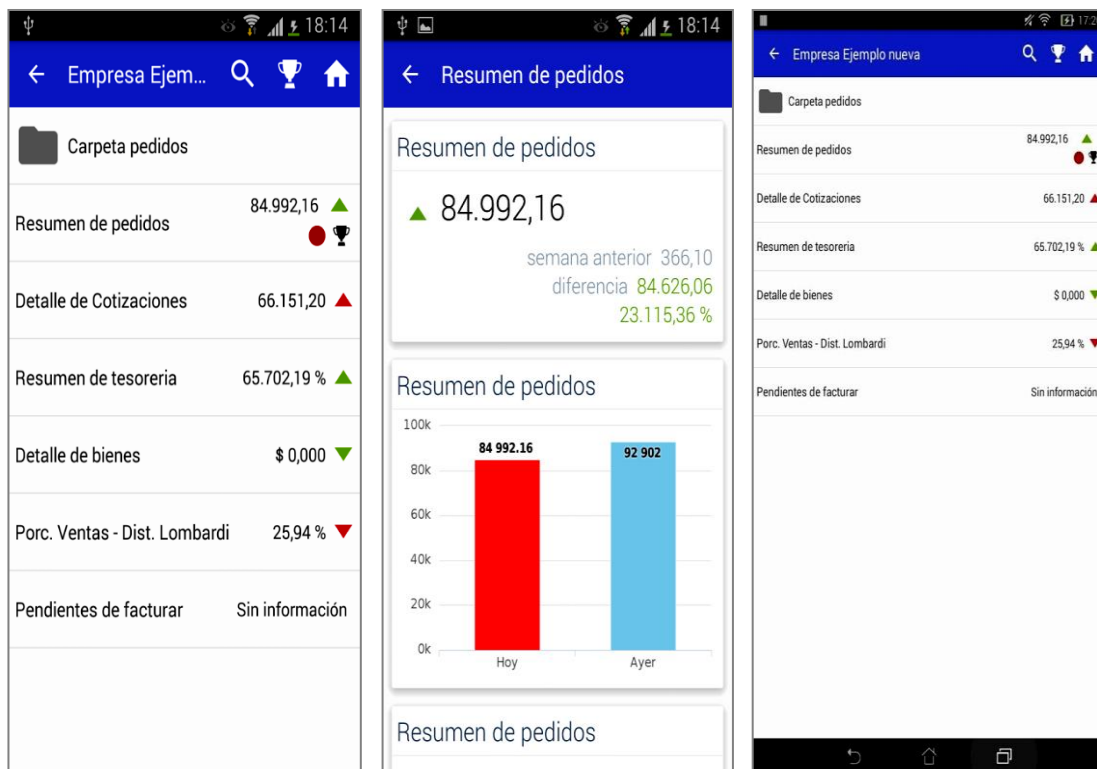 18:14
Empresa Ejem...
Carpeta pedidos
Resumen de pedidos
84.992,16
Detalle de Cotizaciones
66.151,20
Resumen de tesoreria
65.702,19 %
Detalle de bienes
$ 0,000
Porc. Ventas - Dist. Lombardi
25,94 %
Pendientes de facturar
Sin información
18:14
Resumen de pedidos
Resumen de pedidos
84.992,16
semana anterior 366,10
diferencia 84.626,06
23.115,36 %
Resumen de pedidos
100k
80k
60k
40k
20k
0k
84 992.16
92 902
Hoy
Ayer
Resumen de pedidos
Empresa Ejemplo nueva
Carpeta pedidos
Resumen de pedidos
84.992,16
Detalle de Cotizaciones
66.151,20
Resumen de tesoreria
65.702,19 %
Detalle de bienes
$ 0,000
Porc. Ventas - Dist. Lombardi
25,94 %
Pendientes de facturar
Sin información